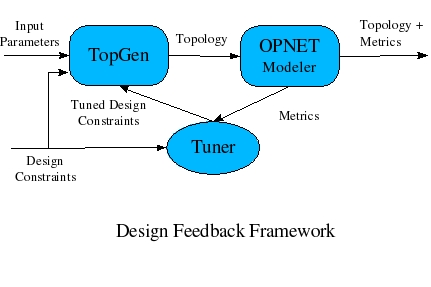 Input
Parameters
TopGen
Topology
OPNET
Modeler
Topology +
Metrics
Tuned Design
Constraints
Metrics
Tuner
Design
Constraints
Design Feedback Framework